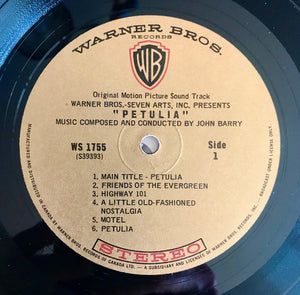 WARNER BROS.
RECORDS
WB
Original Motion Picture Sound Track
WARNER BROS.-SEVEN ARTS, INC. PRESENTS
"PETULIA"
MUSIC COMPOSED AND CONDUCTED BY JOHN BARRY
WS 1755
(S39393)
Side
1
1. MAIN TITLE - PETULIA
2. FRIENDS OF THE EVERGREEN
3. HIGHWAY 101
4. A LITTLE OLD-FASHIONED
NOSTALGIA
5. MOTEL
6. PETULIA
STEREO